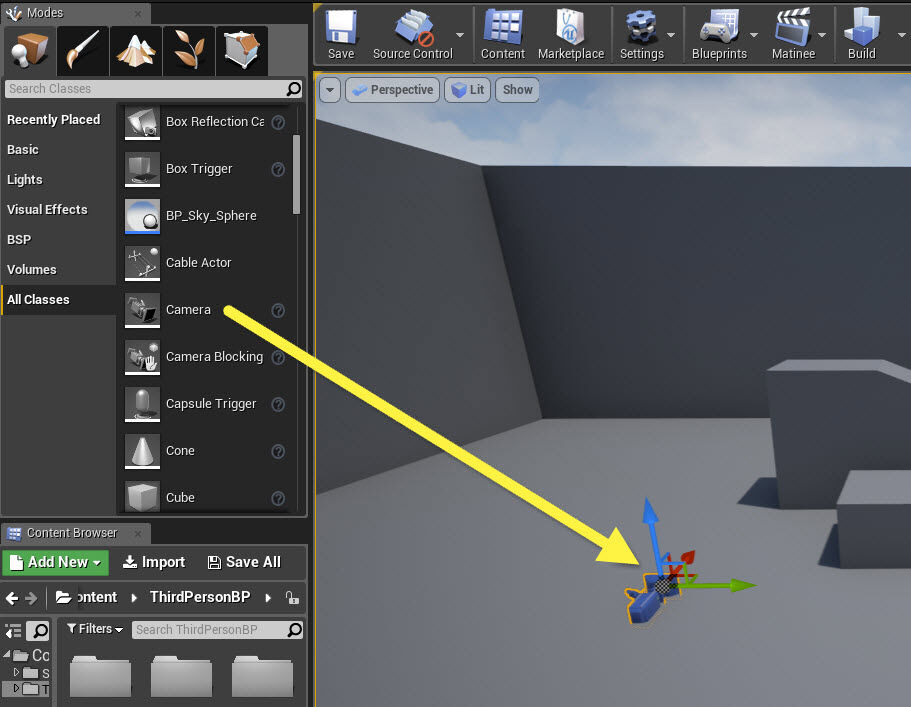 Modes
Save
Source Control
Content
Marketplace
Settings
Blueprints
Matinee
Build
Search Classes
Perspective
Lit
Show
Recently Placed
Basic
Lights
Visual Effects
BSP
Volumes
All Classes
Box Reflection Ca
Box Trigger
BP_Sky_Sphere
Cable Actor
Camera
Camera Blocking
Capsule Trigger
Cone
Cube
Content Browser
Add New
Import
Save All
ontent
ThirdPersonBP
Filters
Search ThirdPersonBP
Co
S
T